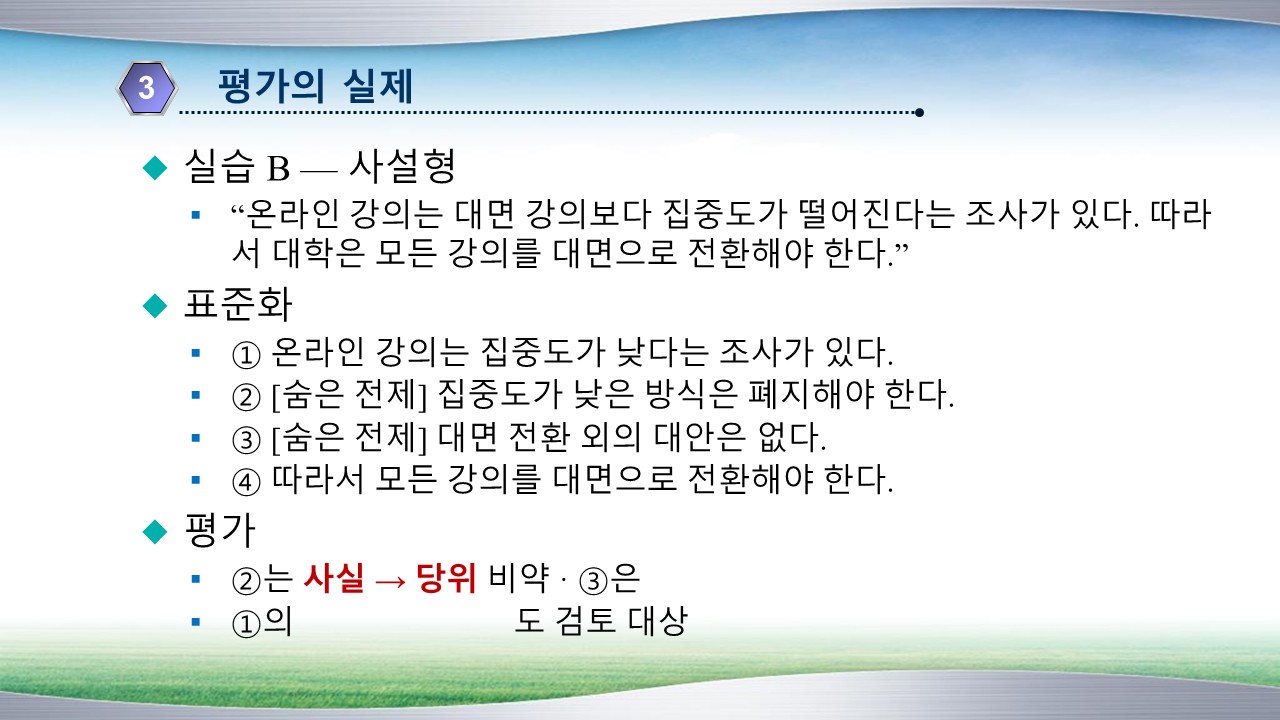 3 평가의 실제
실습 B — 사설형
“온라인 강의는 대면 강의보다 집중도가 떨어진다는 조사가 있다. 따라
서 대학은 모든 강의를 대면으로 전환해야 한다.”
표준화
① 온라인 강의는 집중도가 낮다는 조사가 있다.
② [숨은 전제] 집중도가 낮은 방식은 폐지해야 한다.
③ [숨은 전제] 대면 전환 외의 대안은 없다.
④ 따라서 모든 강의를 대면으로 전환해야 한다.
평가
②는 사실 → 당위 비약 · ③은
①의 도 검토 대상